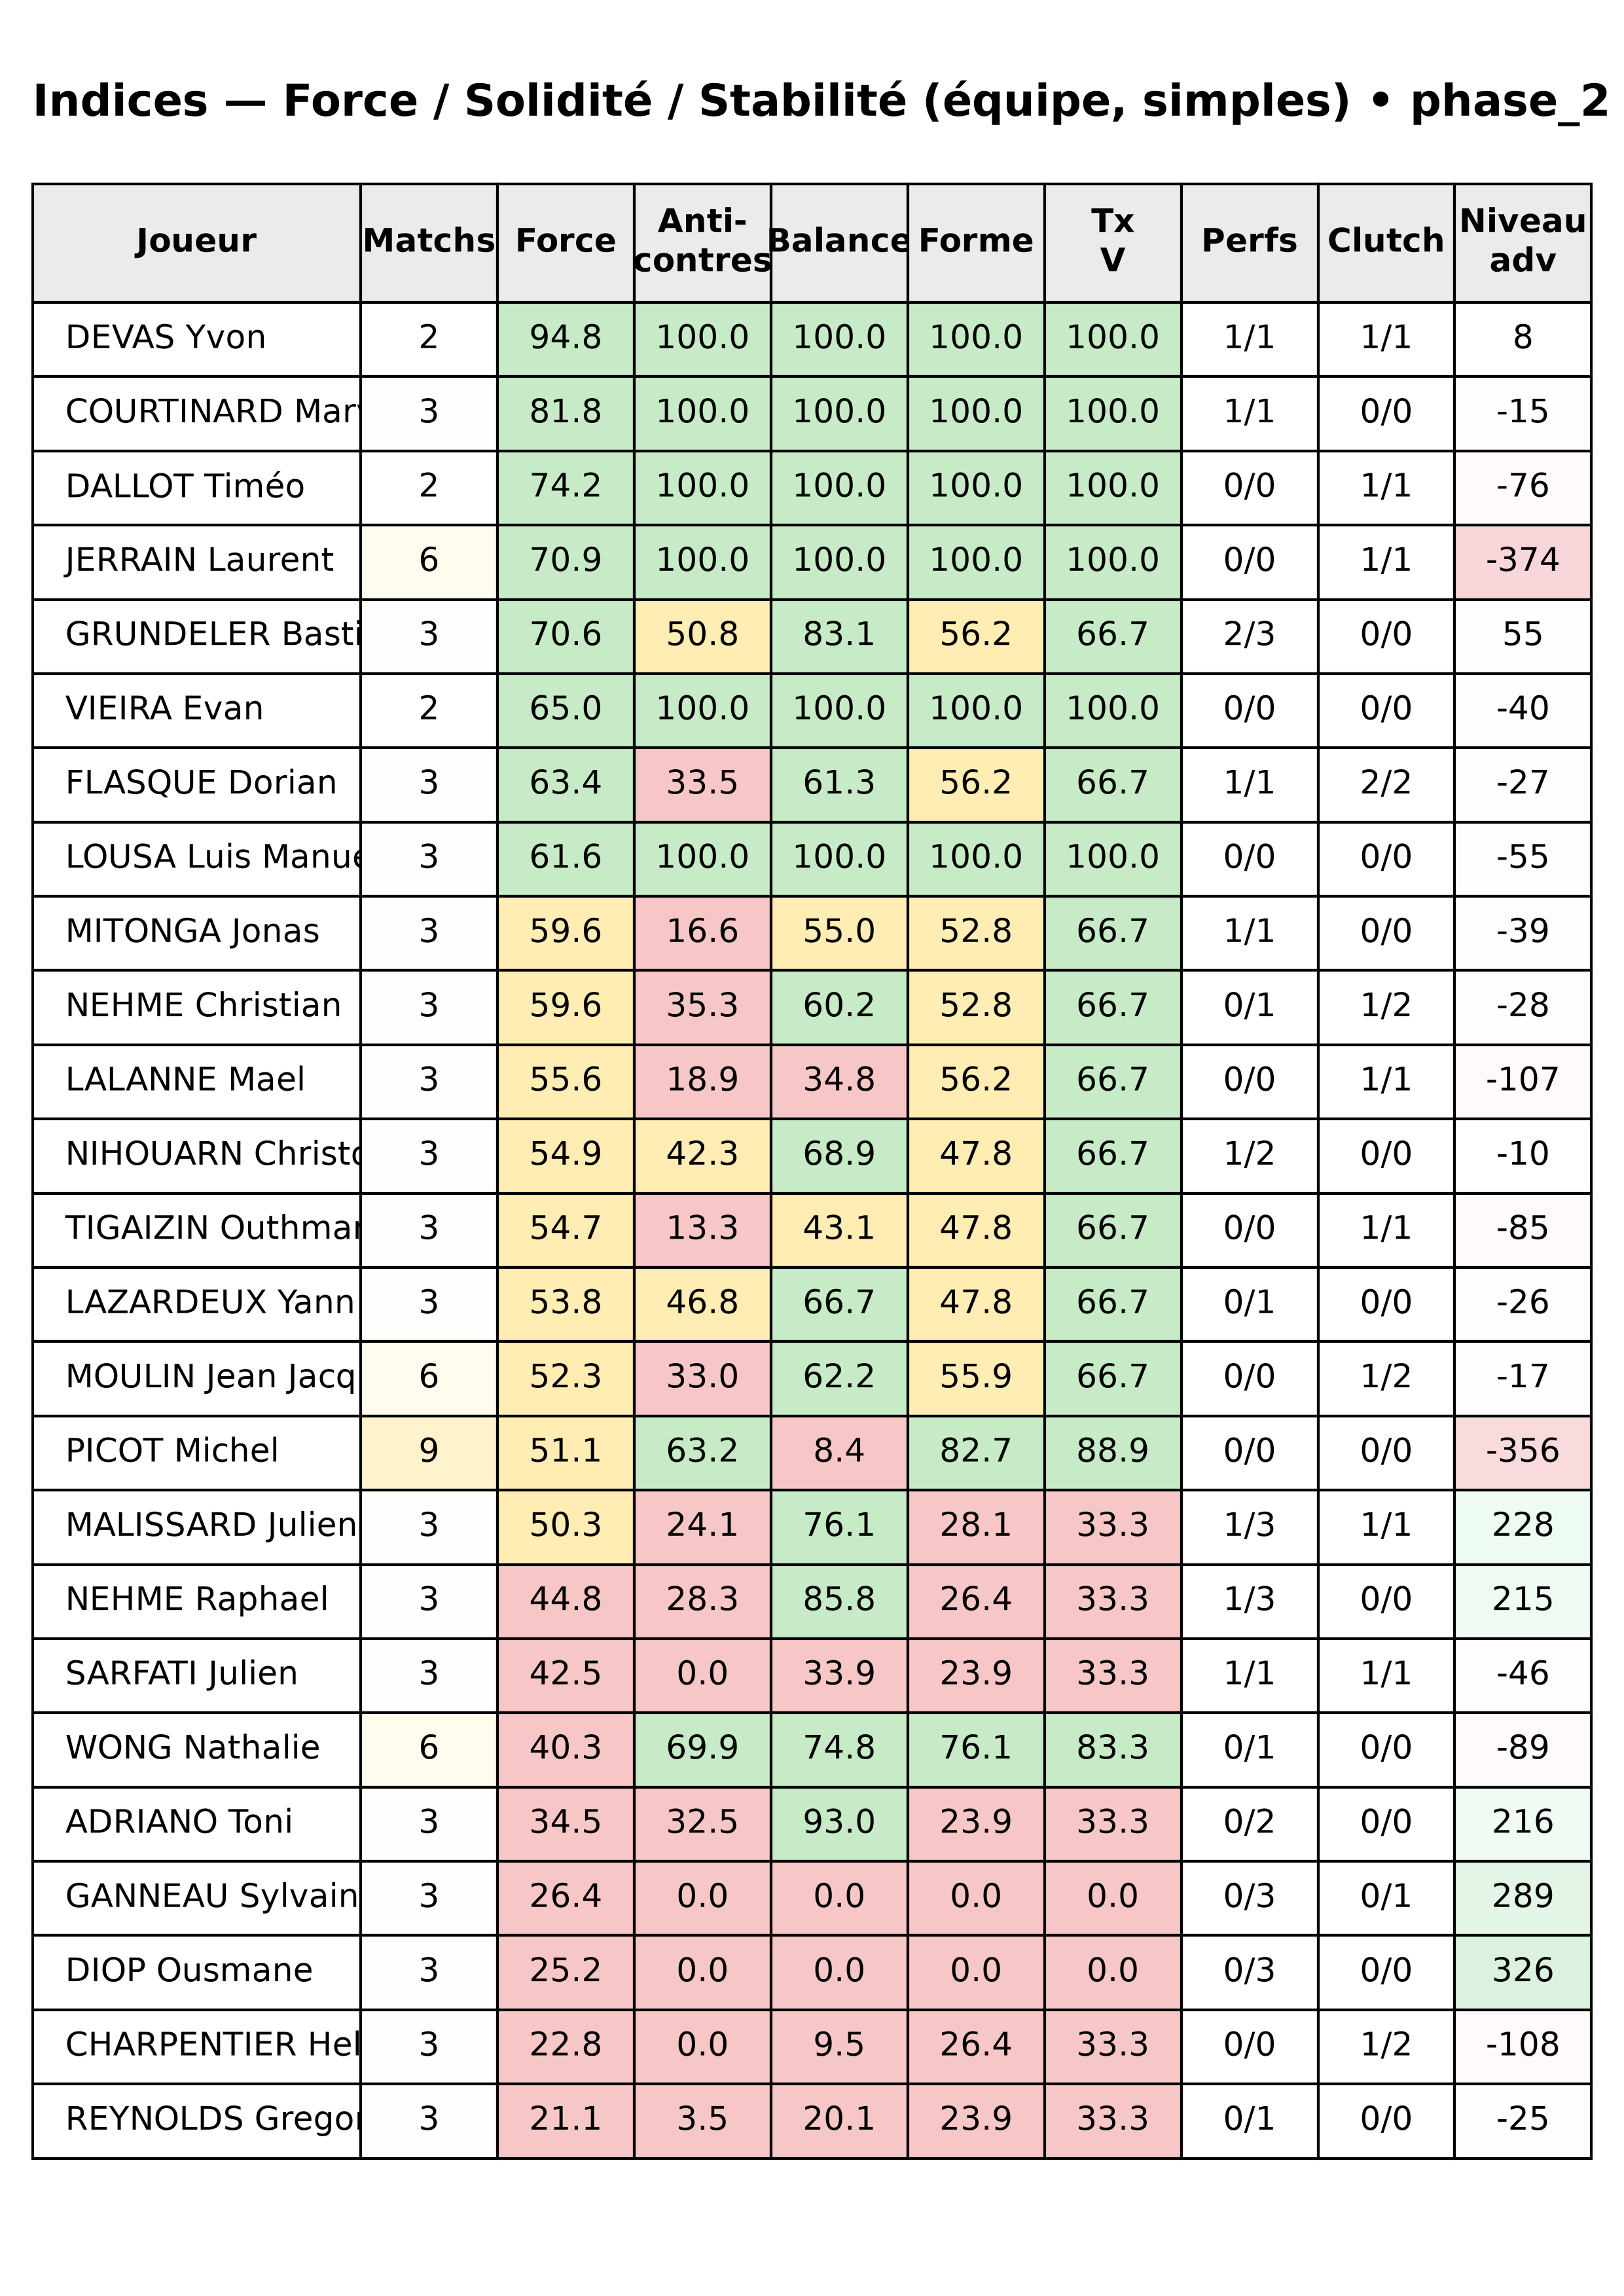 Indices — Force / Solidité / Stabilité (équipe, simples) • phase_2
Joueur Matchs Force Anti-contres Balance Forme Tx V Perfs Clutch Niveau adv
DEVAS Yvon 2 94.8 100.0 100.0 100.0 100.0 1/1 1/1 8
COURTINARD Mar 3 81.8 100.0 100.0 100.0 100.0 1/1 0/0 -15
DALLOT Timéo 2 74.2 100.0 100.0 100.0 100.0 0/0 1/1 -76
JERRAIN Laurent 6 70.9 100.0 100.0 100.0 100.0 0/0 1/1 -374
GRUNDELER Basti 3 70.6 50.8 83.1 56.2 66.7 2/3 0/0 55
VIEIRA Evan 2 65.0 100.0 100.0 100.0 100.0 0/0 0/0 -40
FLASQUE Dorian 3 63.4 33.5 61.3 56.2 66.7 1/1 2/2 -27
LOUSA Luis Manue 3 61.6 100.0 100.0 100.0 100.0 0/0 0/0 -55
MITONGA Jonas 3 59.6 16.6 55.0 52.8 66.7 1/1 0/0 -39
NEHME Christian 3 59.6 35.3 60.2 52.8 66.7 0/1 1/2 -28
LALANNE Mael 3 55.6 18.9 34.8 56.2 66.7 0/0 1/1 -107
NIHOUARN Christo 3 54.9 42.3 68.9 47.8 66.7 1/2 0/0 -10
TIGAIZIN Outhman 3 54.7 13.3 43.1 47.8 66.7 0/0 1/1 -85
LAZARDEUX Yann 3 53.8 46.8 66.7 47.8 66.7 0/1 0/0 -26
MOULIN Jean Jacq 6 52.3 33.0 62.2 55.9 66.7 0/0 1/2 -17
PICOT Michel 9 51.1 63.2 8.4 82.7 88.9 0/0 0/0 -356
MALISSARD Julien 3 50.3 24.1 76.1 28.1 33.3 1/3 1/1 228
NEHME Raphael 3 44.8 28.3 85.8 26.4 33.3 1/3 0/0 215
SARFATI Julien 3 42.5 0.0 33.9 23.9 33.3 1/1 1/1 -46
WONG Nathalie 6 40.3 69.9 74.8 76.1 83.3 0/1 0/0 -89
ADRIANO Toni 3 34.5 32.5 93.0 23.9 33.3 0/2 0/0 216
GANNEAU Sylvain 3 26.4 0.0 0.0 0.0 0.0 0/3 0/1 289
DIOP Ousmane 3 25.2 0.0 0.0 0.0 0.0 0/3 0/0 326
CHARPENTIER Hel 3 22.8 0.0 9.5 26.4 33.3 0/0 1/2 -108
REYNOLDS Gregor 3 21.1 3.5 20.1 23.9 33.3 0/1 0/0 -25